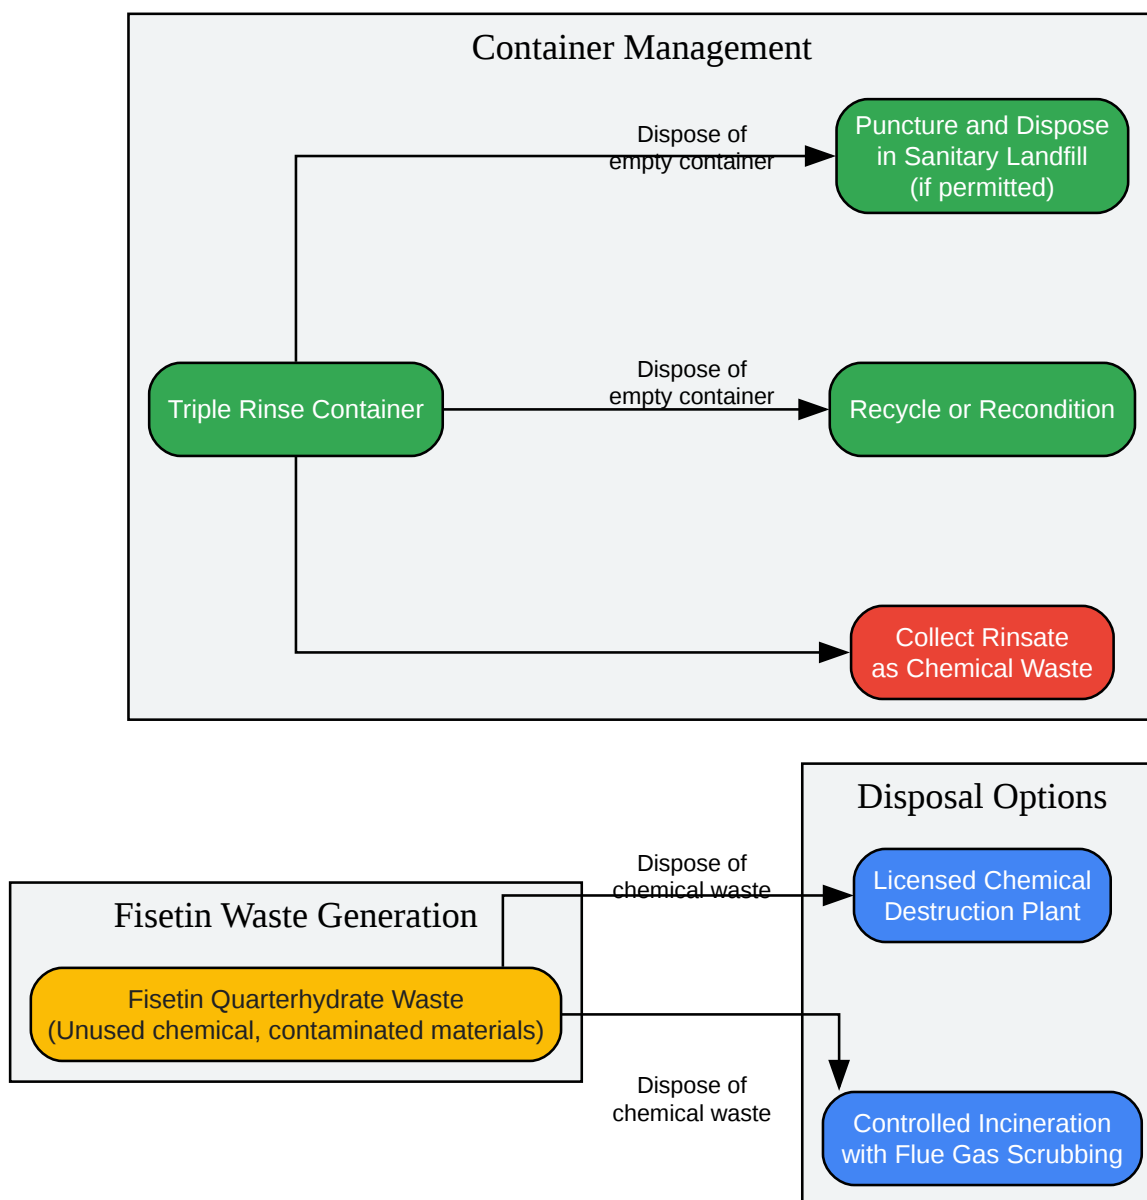 Container Management
Dispose of
empty container
Puncture and Dispose
in Sanitary Landfill
(if permitted)
Triple Rinse Container
Dispose of
empty container
Recycle or Recondition
Collect Rinsate
as Chemical Waste
Disposal Options
Dispose of
chemical waste
Licensed Chemical
Destruction Plant
Fisetin Waste Generation
Fisetin Quarterhydrate Waste
(Unused chemical, contaminated materials)
Dispose of
chemical waste
Controlled Incineration
with Flue Gas Scrubbing